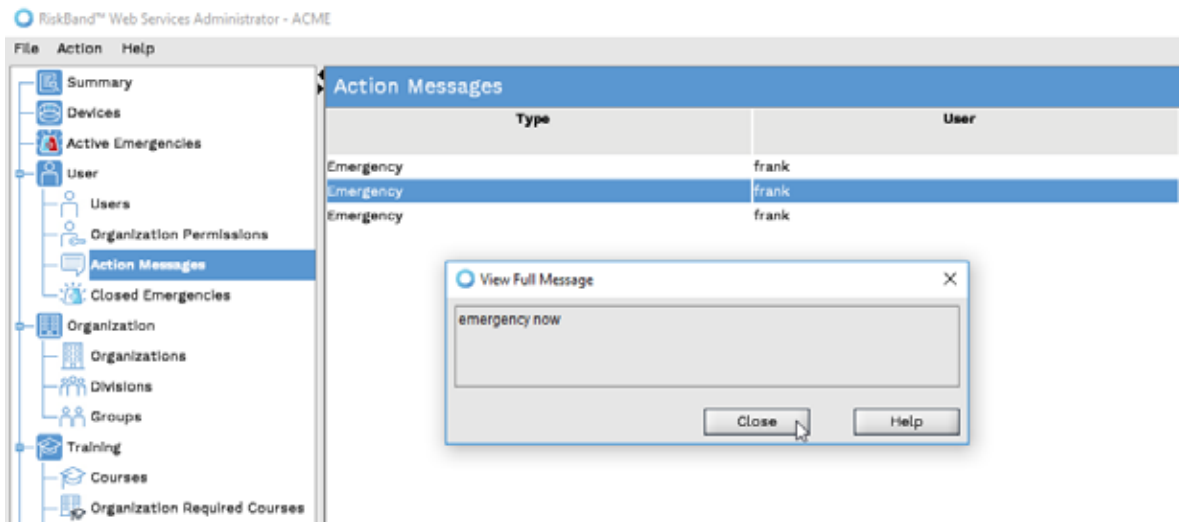 RiskBand™ Web Services Administrator - ACME
File Action Help
Summary
Devices
Active Emergencies
User
Users
Organization Permissions
Action Messages
Closed Emergencies
Organization
Organizations
Divisions
Groups
Training
Courses
Organization Required Courses
Action Messages
Type User
Emergency frank
Emergency frank
Emergency frank
View Full Message
emergency now
Close Help